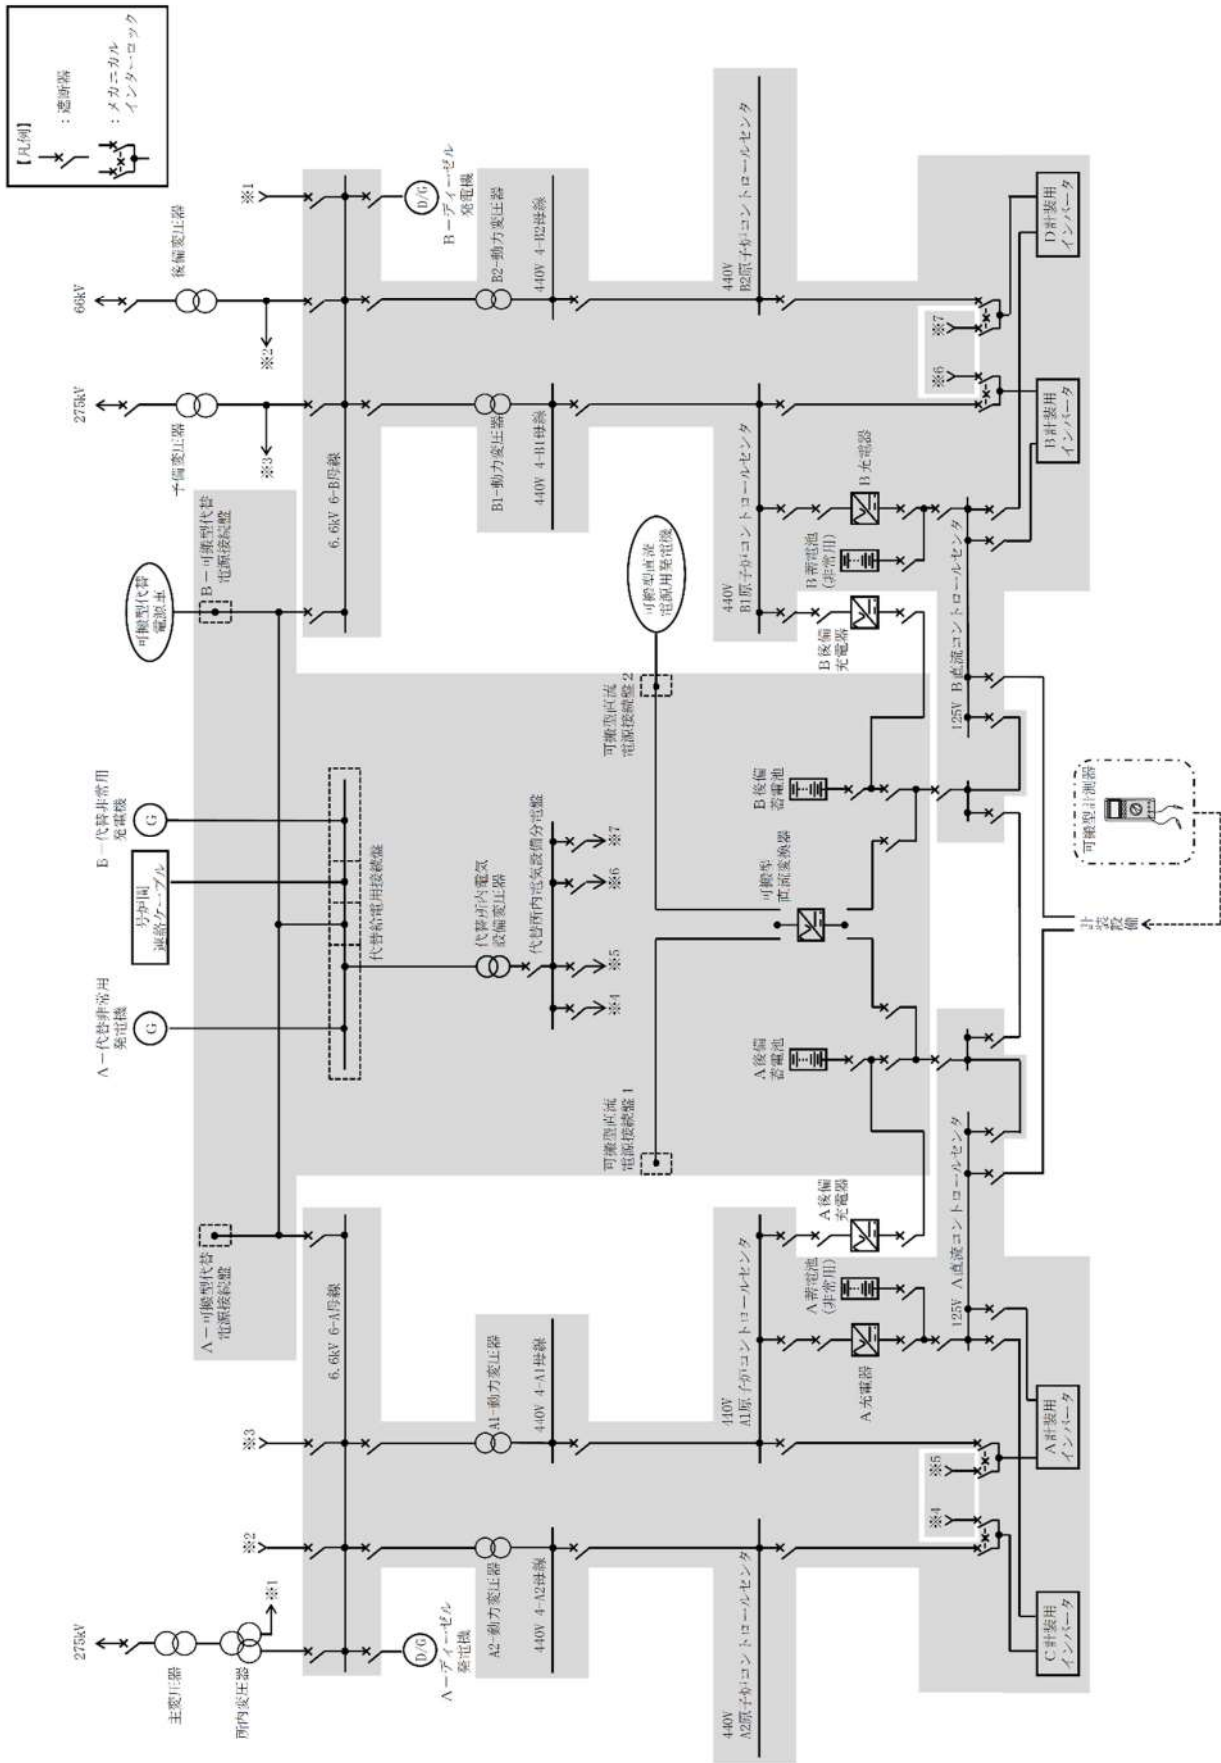 【凡例】
：遮断器
：メカニカル
インターロック
275kV
主変圧器
所内変圧器
※1
※2
※3
A－ディーゼル
発電機
D/G
6.6kV 6-A母線
A－可搬型代替
電源接続盤
A－代替非常用
発電機
G
号炉間
連絡ケーブル
B－代替非常用
発電機
G
可搬型代替
電源車
B－可搬型代替
電源接続盤
275kV
予備変圧器
※3
66kV
後備変圧器
※2
※1
6.6kV 6-B母線
D/G
B－ディーゼル
発電機
代替給電用接続盤
A2-動力変圧器
440V 4-A2母線
A1-動力変圧器
440V 4-A1母線
代替所内電気
設備変圧器
代替所内電気設備分電盤
※4
※5
※6
※7
B1-動力変圧器
440V 4-B1母線
B2-動力変圧器
440V 4-B2母線
可搬型直流
電源接続盤1
可搬型直流
電源接続盤2
可搬型直流
電源用発電機
440V
A2原子炉コントロールセンタ
440V
A1原子炉コントロールセンタ
440V
B1原子炉コントロールセンタ
440V
B2原子炉コントロールセンタ
A充電器
A蓄電池
(非常用)
A後備
充電器
A後備
蓄電池
可搬型
直流変換器
B後備
蓄電池
B後備
充電器
B蓄電池
(非常用)
B充電器
※4
※5
※6
※7
125V A直流コントロールセンタ
125V B直流コントロールセンタ
C計装用
インバータ
A計装用
インバータ
計装設備
可搬型計測器
B計装用
インバータ
D計装用
インバータ